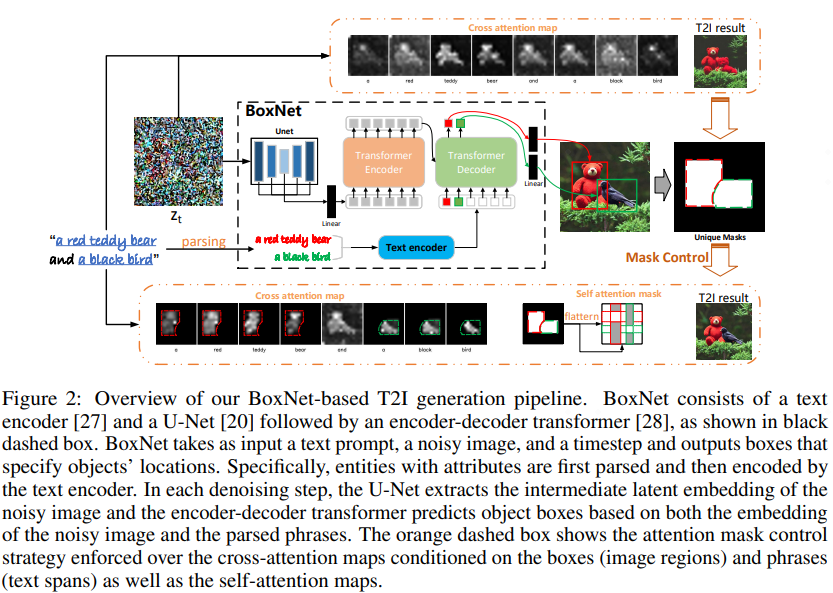 Cross attention map
T2I result
a red teddy bear and a black bird
BoxNet
Unet
Transformer
Encoder
Transformer
Decoder
Linear
Linear
Zt
Unique Masks
"a red teddy bear
and a black bird"
parsing
a red teddy bear
a black bird
Text encoder
Mask Control
Cross attention map
Self attention mask
T2I result
flattern
a red teddy bear and a black bird
Figure 2: Overview of our BoxNet-based T2I generation pipeline. BoxNet consists of a text
encoder [27] and a U-Net [20] followed by an encoder-decoder transformer [28], as shown in black
dashed box. BoxNet takes as input a text prompt, a noisy image, and a timestep and outputs boxes that
specify objects' locations. Specifically, entities with attributes are first parsed and then encoded by
the text encoder. In each denoising step, the U-Net extracts the intermediate latent embedding of the
noisy image and the encoder-decoder transformer predicts object boxes based on both the embedding
of the noisy image and the parsed phrases. The orange dashed box shows the attention mask control
strategy enforced over the cross-attention maps conditioned on the boxes (image regions) and phrases
(text spans) as well as the self-attention maps.